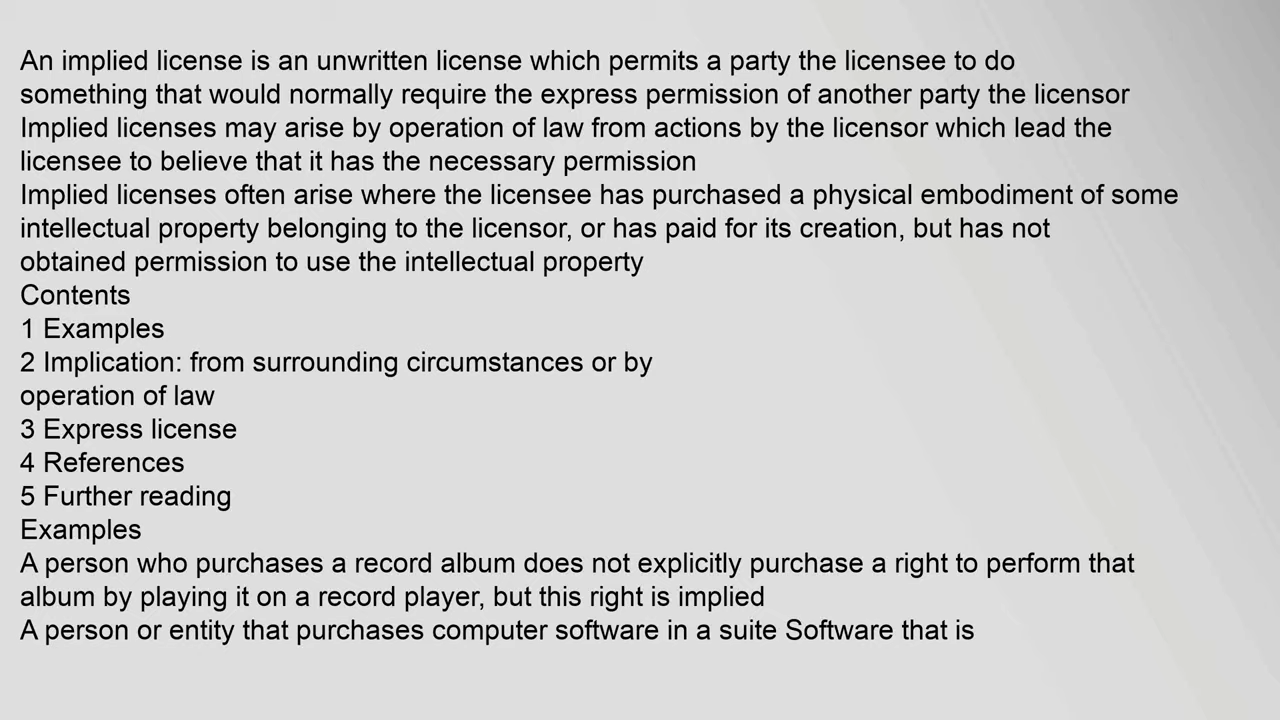 An implied license is an unwritten license which permits a party the licensee to do
something that would normally require the express permission of another party the licensor
Implied licenses may arise by operation of law from actions by the licensor which lead the
licensee to believe that it has the necessary permission
Implied licenses often arise where the licensee has purchased a physical embodiment of some
intellectual property belonging to the licensor, or has paid for its creation, but has not
obtained permission to use the intellectual property
Contents
1 Examples
2 Implication: from surrounding circumstances or by
operation of law
3 Express license
4 References
5 Further reading
Examples
A person who purchases a record album does not explicitly purchase a right to perform that
album by playing it on a record player, but this right is implied
A person or entity that purchases computer software in a suite Software that is